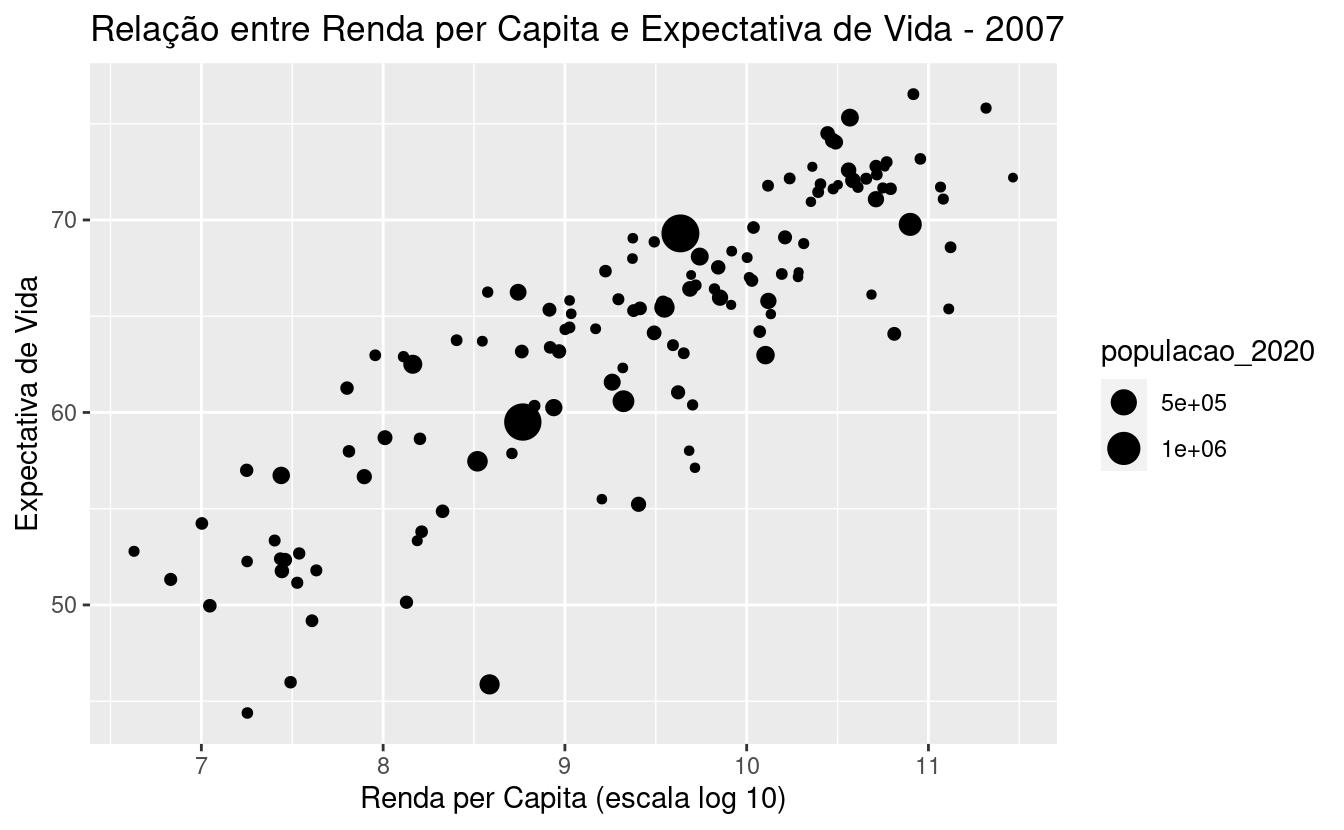 Relação entre Renda per Capita e Expectativa de Vida - 2007
Expectativa de Vida
70
60
50
7 8 9 10 11
Renda per Capita (escala log 10)
populacao_2020
5e+05
1e+06